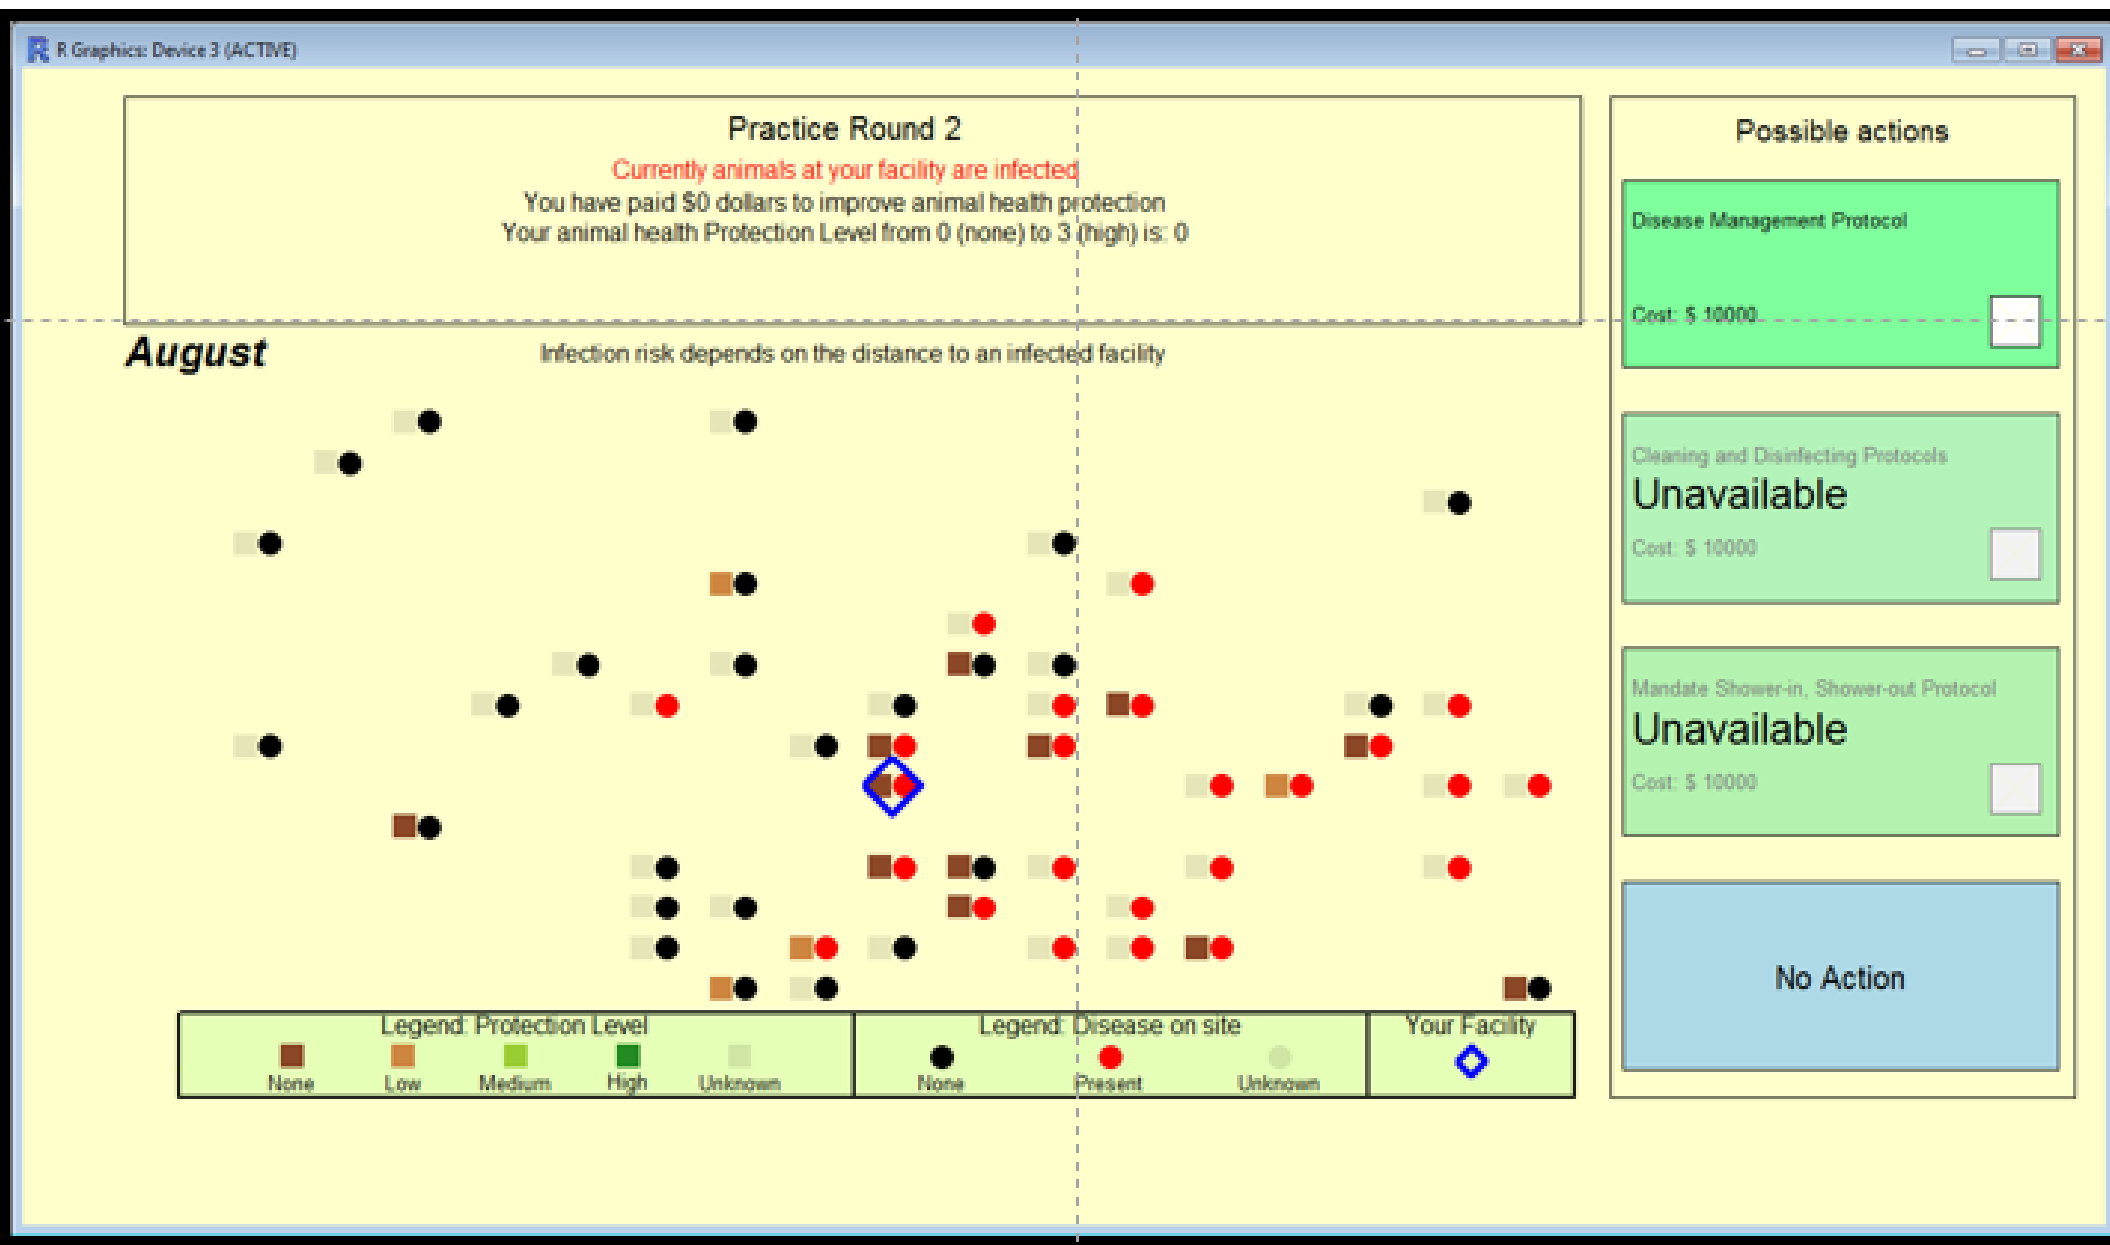 R Graphics: Device 3 (ACTIVE)
Practice Round 2
Currently animals at your facility are infected
You have paid $0 dollars to improve animal health protection
Your animal health Protection Level from 0 (none) to 3 (high) is: 0
August
Infection risk depends on the distance to an infected facility
Possible actions
Disease Management Protocol
Cost: $ 10000
Cleaning and Disinfecting Protocols
Unavailable
Cost: $ 10000
Mandate Shower-in, Shower-out Protocol
Unavailable
Cost: $ 10000
No Action
Legend: Protection Level
None Low Medium High Unknown
Legend: Disease on site
None Present Unknown
Your Facility